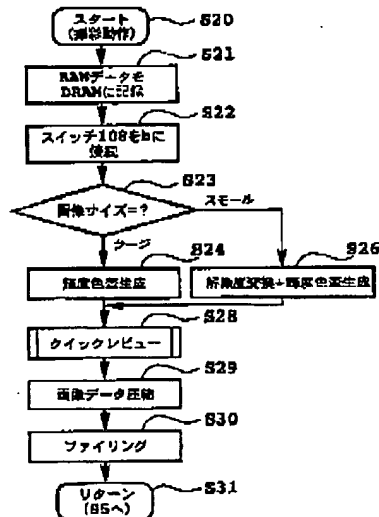 スタート
(撮影動作)
S20
S21
RAWデータを
DRAMに記録
S22
スイッチ108をbに
接続
S23
画像サイズ=?
スモール
ラージ
S24
輝度色差生成
S26
解像度変換+輝度色差生成
S28
クイックレビュー
S29
画像データ圧縮
S30
ファイリング
S31
リターン
(S5へ)